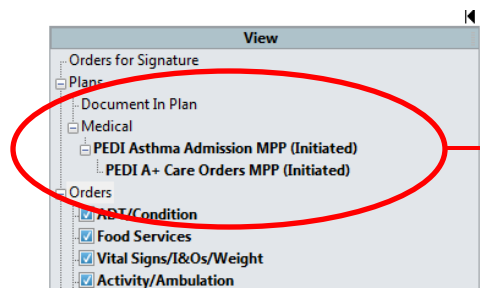 View
Orders for Signature
Plans
Document In Plan
Medical
PEDI Asthma Admission MPP (Initiated)
PEDI A+ Care Orders MPP (Initiated)
Orders
ADT/Condition
Food Services
Vital Signs/I&Os/Weight
Activity/Ambulation